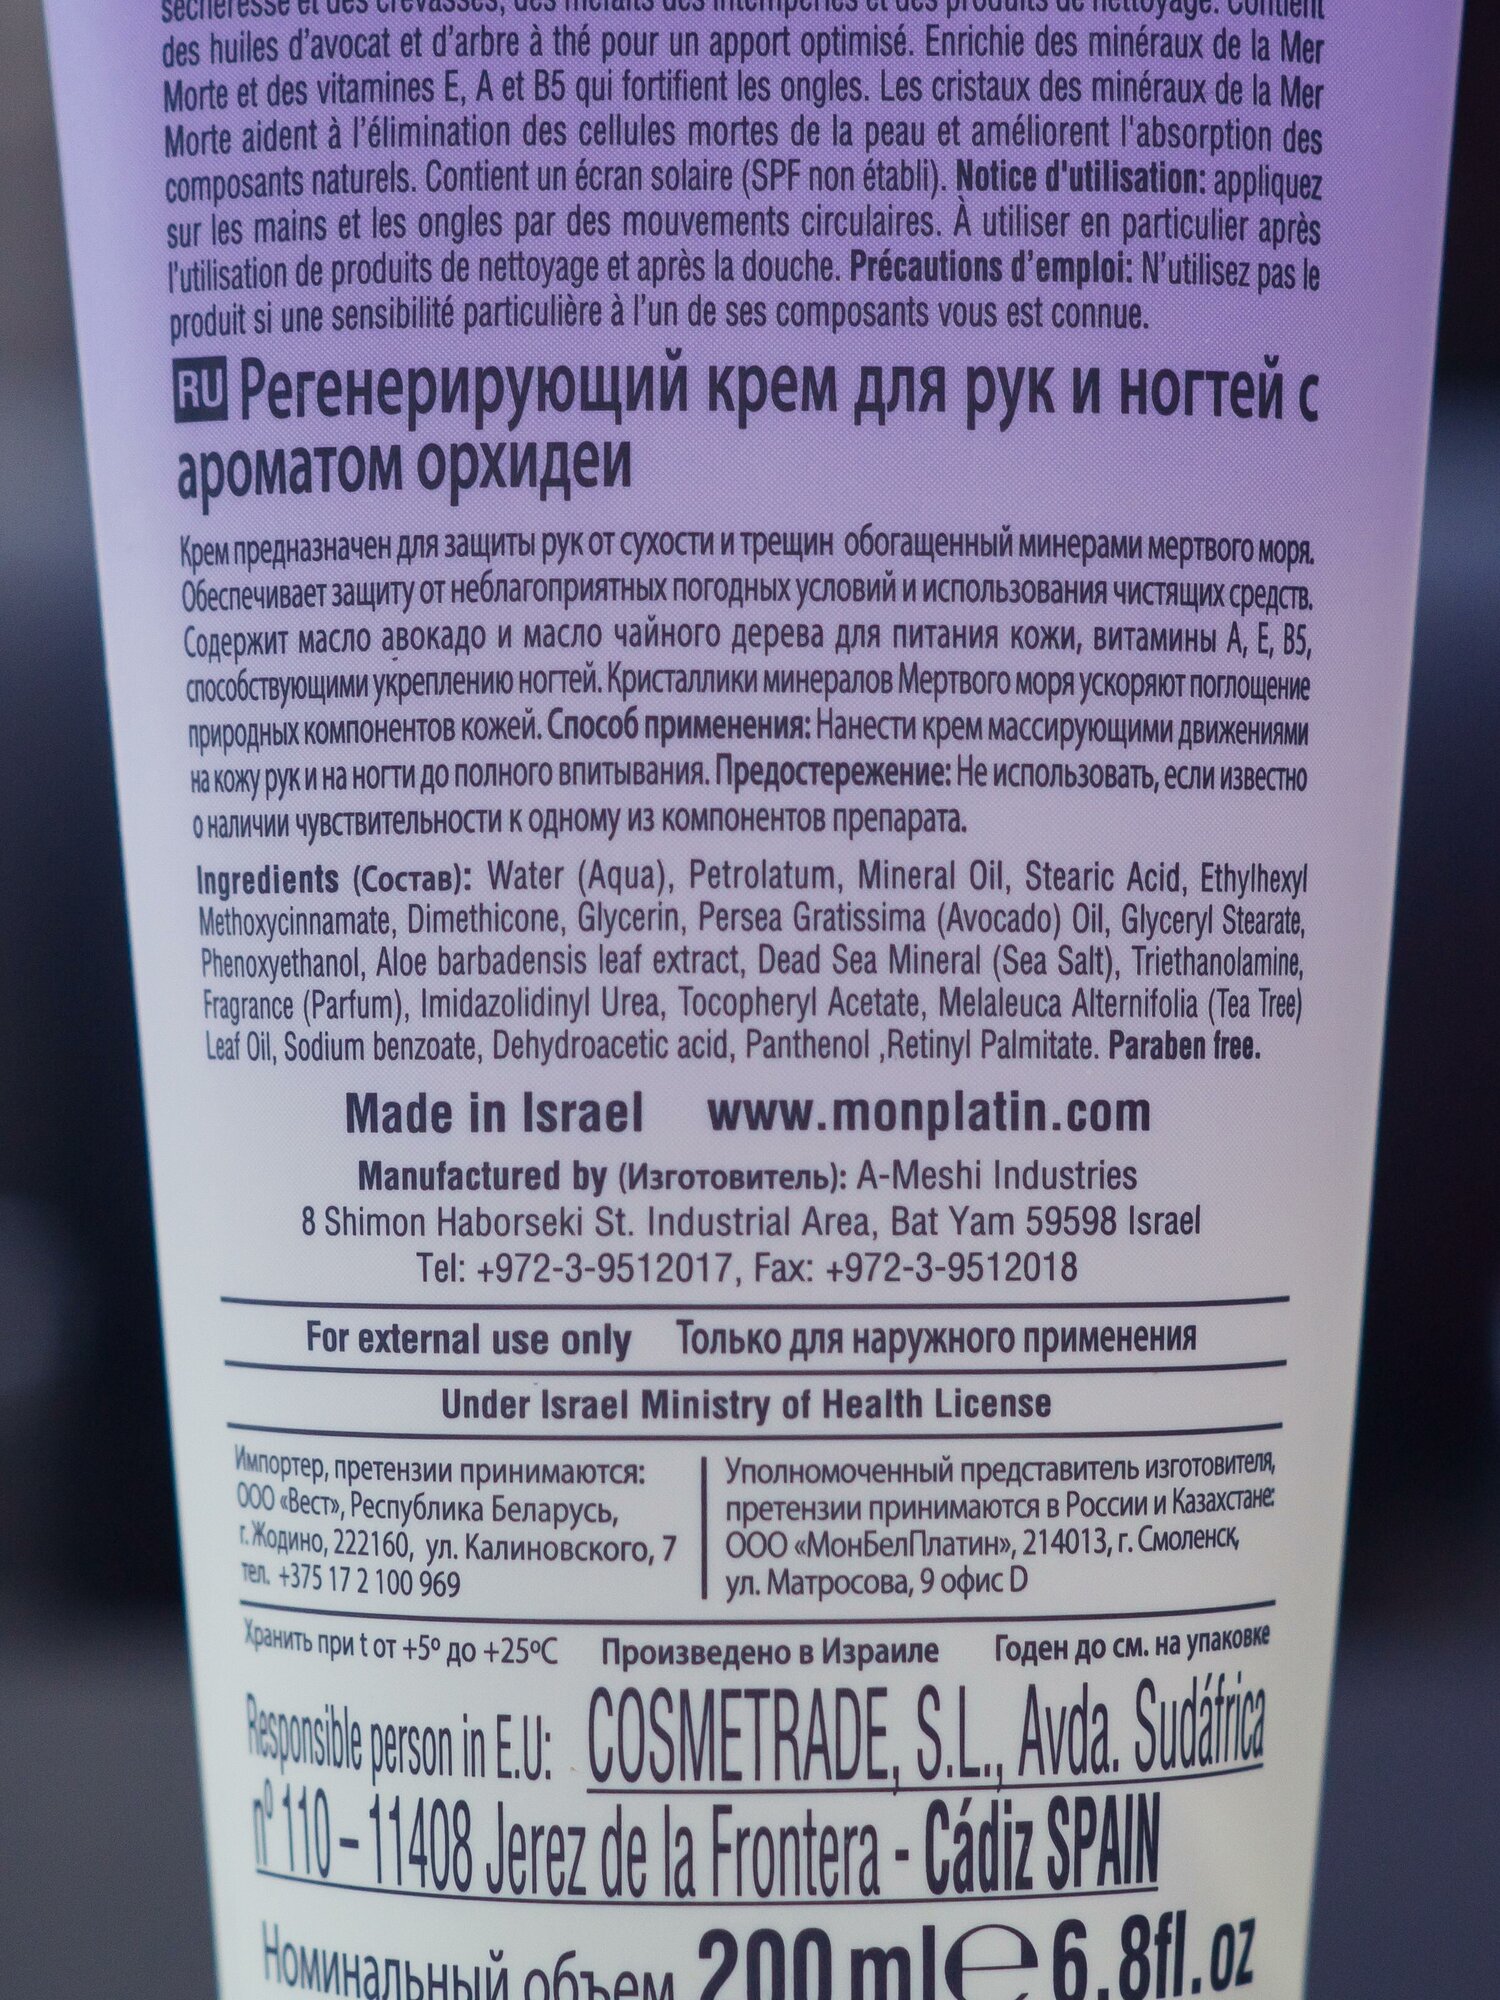 sécheresse et des crevasses, des méfaits des intempéries et des produits de nettoyage. Contient
des huiles d’avocat et d’arbre à thé pour un apport optimisé. Enrichie des minéraux de la Mer
Morte et des vitamines E, A et B5 qui fortifient les ongles. Les cristaux des minéraux de la Mer
Morte aident à l’élimination des cellules mortes de la peau et améliorent l'absorption des
composants naturels. Contient un écran solaire (SPF non établi). Notice d'utilisation: appliquez
sur les mains et les ongles par des mouvements circulaires. À utiliser en particulier après
l'utilisation de produits de nettoyage et après la douche. Précautions d’emploi: N’utilisez pas le
produit si une sensibilité particulière à l’un de ses composants vous est connue.
RU Регенерирующий крем для рук и ногтей с
ароматом орхидеи
Крем предназначен для защиты рук от сухости и трещин обогащенный минерами мертвого моря.
Обеспечивает защиту от неблагоприятных погодных условий и использования чистящих средств.
Содержит масло авокадо и масло чайного дерева для питания кожи, витамины А, Е, В5,
способствующими укреплению ногтей. Кристаллики минералов Мертвого моря ускоряют поглощение
природных компонентов кожей. Способ применения: Нанести крем массирующими движениями
на кожу рук и на ногти до полного впитывания. Предостережение: Не использовать, если известно
о наличии чувствительности к одному из компонентов препарата.
Ingredients (Состав): Water (Aqua), Petrolatum, Mineral Oil, Stearic Acid, Ethylhexyl
Methoxycinnamate, Dimethicone, Glycerin, Persea Gratissima (Avocado) Oil, Glyceryl Stearate,
Phenoxyethanol, Aloe barbadensis leaf extract, Dead Sea Mineral (Sea Salt), Triethanolamine,
Fragrance (Parfum), Imidazolidinyl Urea, Tocopheryl Acetate, Melaleuca Alternifolia (Tea Tree)
Leaf Oil, Sodium benzoate, Dehydroacetic acid, Panthenol ,Retinyl Palmitate. Paraben free.
Made in Israel www.monplatin.com
Manufactured by (Изготовитель): A-Meshi Industries
8 Shimon Haborseki St. Industrial Area, Bat Yam 59598 Israel
Tel: +972-3-9512017, Fax: +972-3-9512018
For external use only Только для наружного применения
Under Israel Ministry of Health License
Импортер, претензии принимаются:
ООО «Вест», Республика Беларусь,
г. Жодино, 222160, ул. Калиновского, 7
тел. +375 17 2 100 969
Уполномоченный представитель изготовителя,
претензии принимаются в России и Казахстане:
ООО «МонБелПлатин», 214013, г. Смоленск,
ул. Матросова, 9 офис D
Хранить при t от +5º до +25ºC Произведено в Израиле Годен до см. на упаковке
Responsible person in E.U: COSMETRADE, S.L., Avda. Sudáfrica
nº 110 – 11408 Jerez de la Frontera - Cádiz SPAIN
Номинальный объем 200 ml ℮ 6.8fl.oz